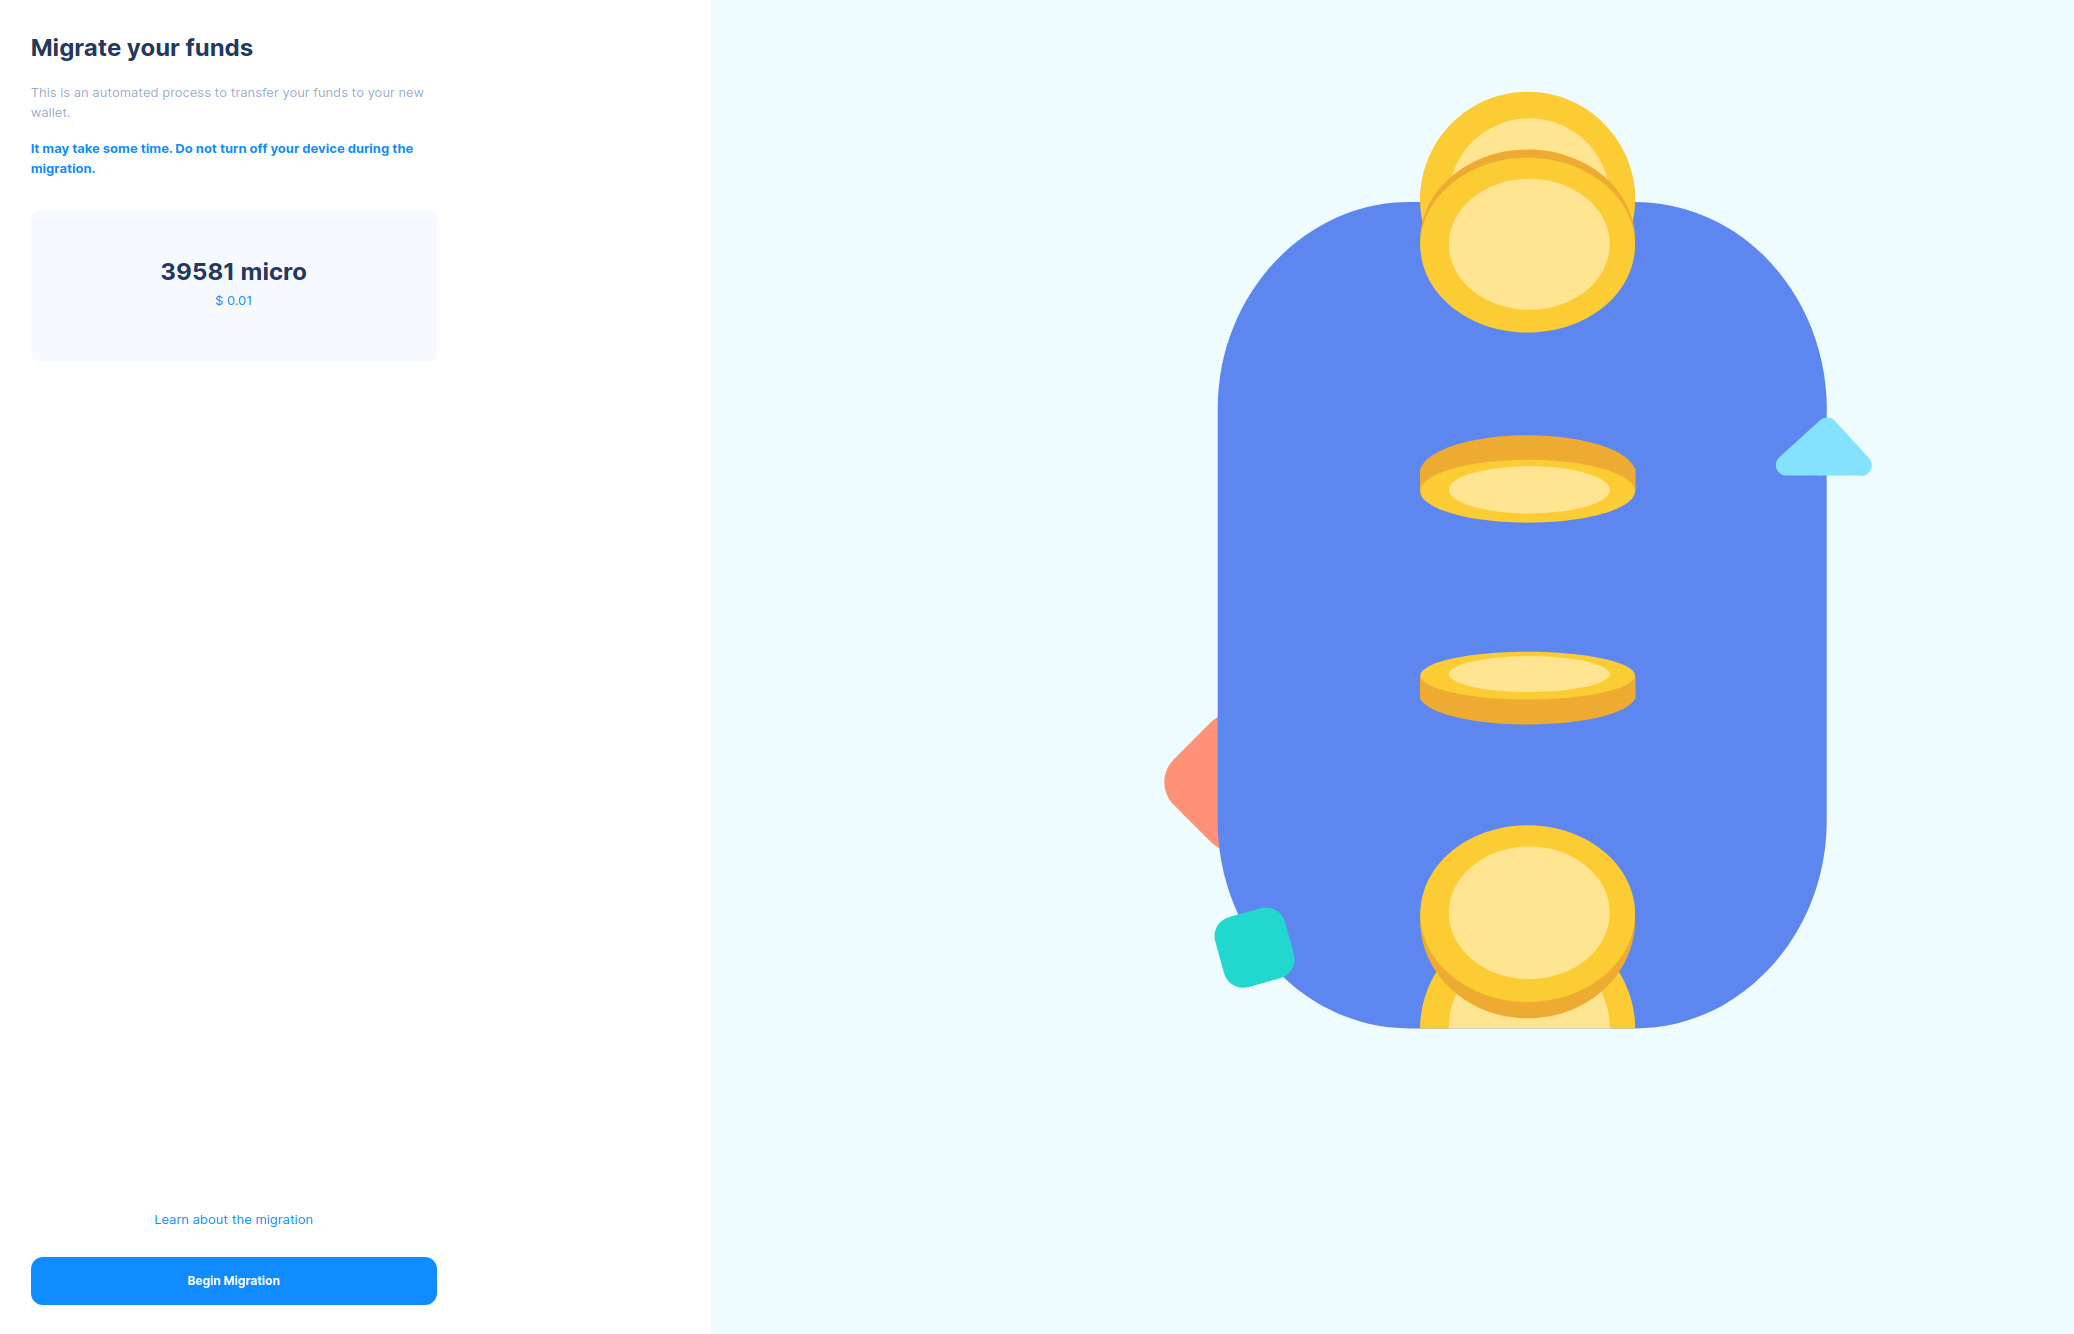 Migrate your funds
This is an automated process to transfer your funds to your new
wallet.
It may take some time. Do not turn off your device during the
migration.
39581 micro
$ 0.01
Learn about the migration
Begin Migration